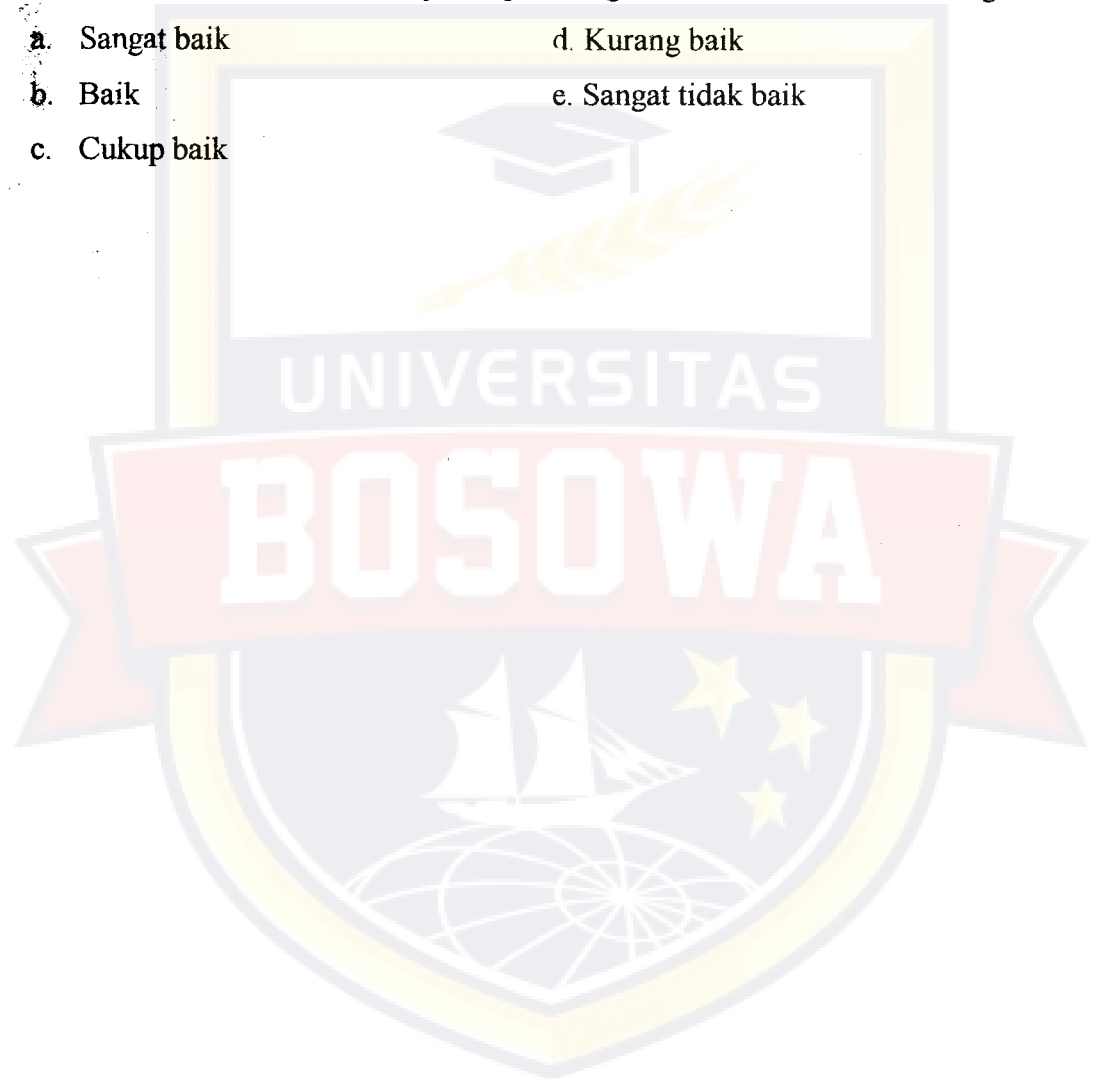 a. Sangat baik
d. Kurang baik
b. Baik
e. Sangat tidak baik
c. Cukup baik
UNIVERSITAS
BOSOWA